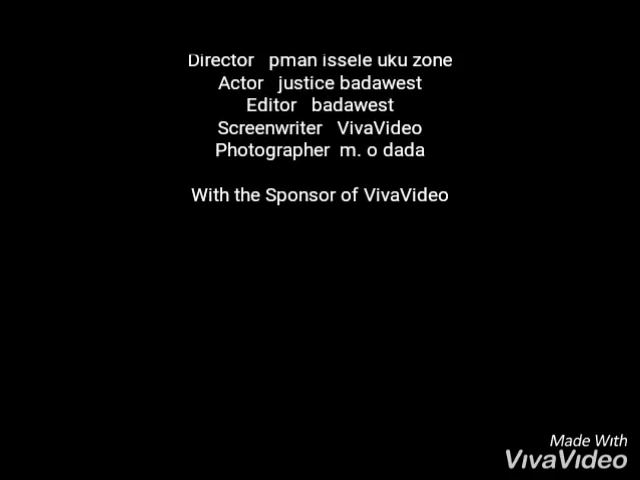 Director pman issele uku zone
Actor justice badawest
Editor badawest
Screenwriter VivaVideo
Photographer m. o dada
With the Sponsor of VivaVideo
Made With
VivaVideo